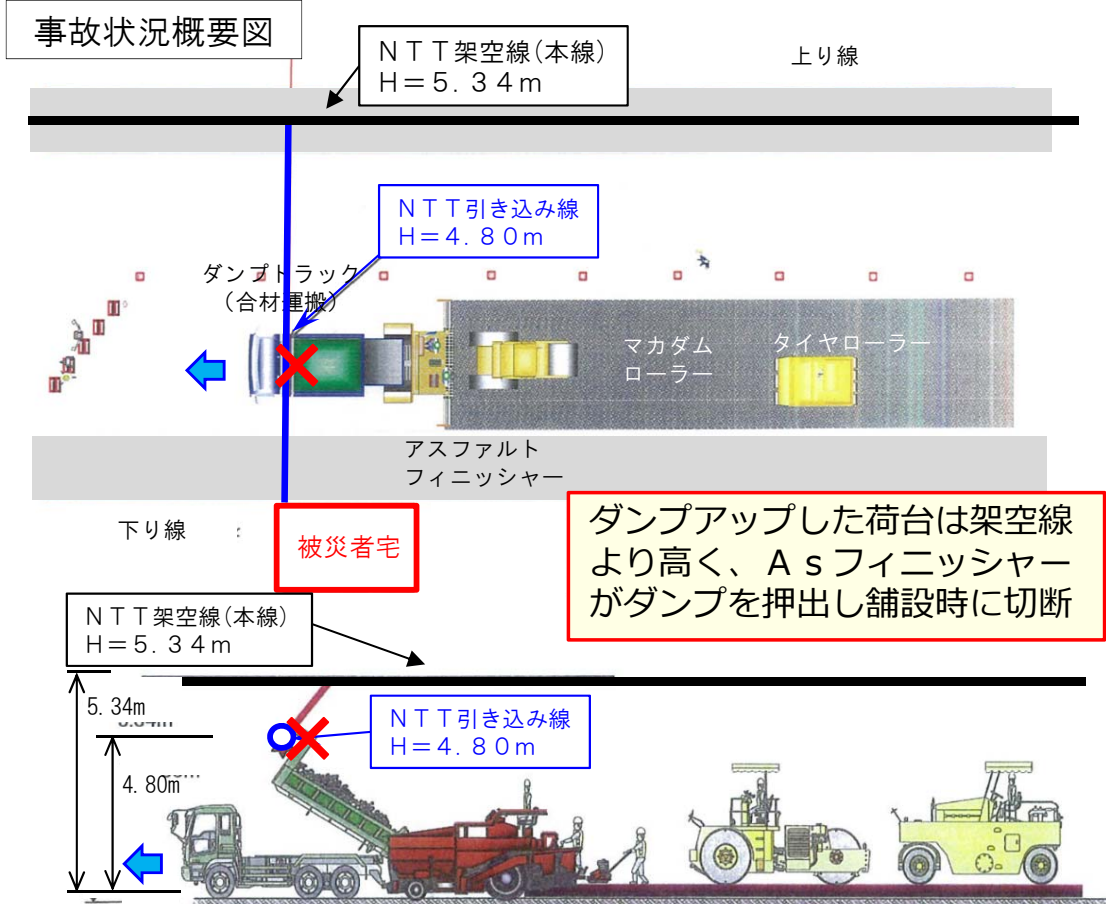 事故状況概要図
NTT架空線(本線)
H=5.34m
上り線
NTT引き込み線
H=4.80m
ダンプトラック
(合材運搬)
マカダム
ローラー
タイヤローラー
アスファルト
フィニッシャー
下り線
被災者宅
ダンプアップした荷台は架空線
より高く、Asフィニッシャー
がダンプを押出し舗設時に切断
NTT架空線(本線)
H=5.34m
5.34m
NTT引き込み線
H=4.80m
4.80m